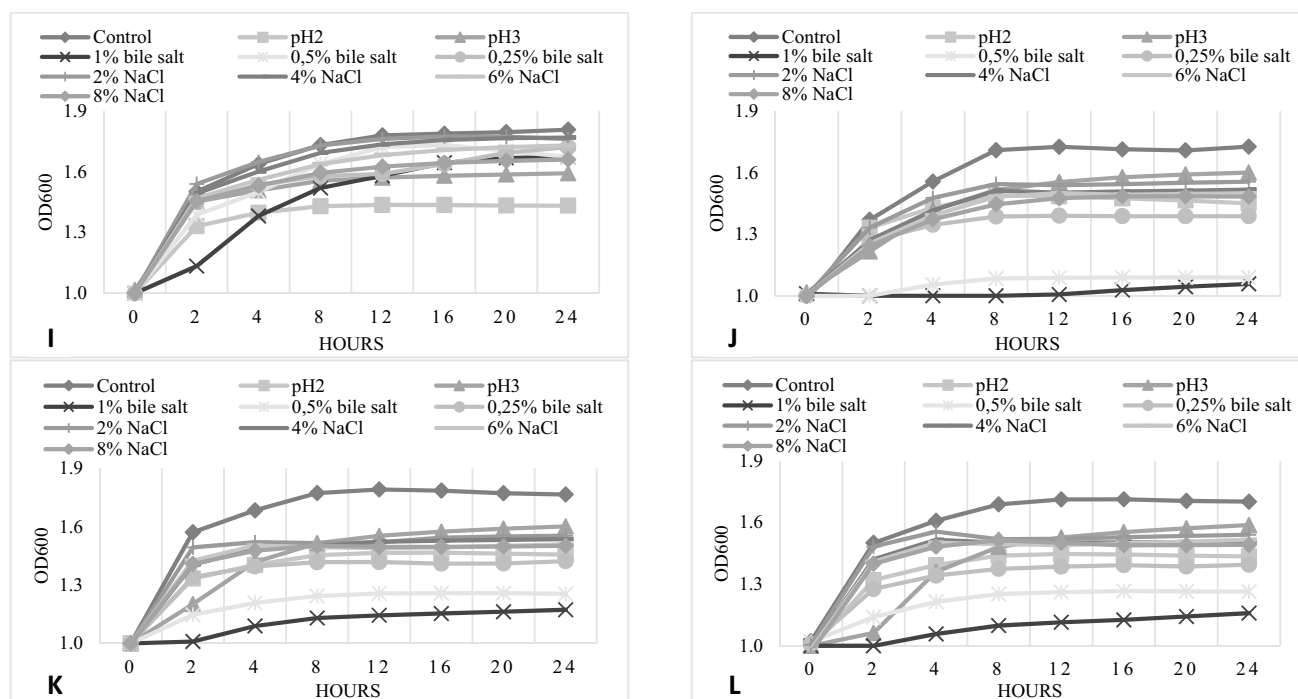 Control pH2 pH3
1% bile salt 0,5% bile salt 0,25% bile salt
2% NaCl 4% NaCl 6% NaCl
8% NaCl
1.9
1.6
1.3
1.0
OD600
0 2 4 8 12 16 20 24
HOURS
I
Control pH2 pH3
1% bile salt 0,5% bile salt 0,25% bile salt
2% NaCl 4% NaCl 6% NaCl
8% NaCl
1.9
1.6
1.3
1.0
OD600
0 2 4 8 12 16 20 24
HOURS
J
Control pH2 pH3
1% bile salt 0,5% bile salt 0,25% bile salt
2% NaCl 4% NaCl 6% NaCl
8% NaCl
1.9
1.6
1.3
1.0
OD600
0 2 4 8 12 16 20 24
HOURS
K
Control pH2 pH3
1% bile salt 0,5% bile salt 0,25% bile salt
2% NaCl 4% NaCl 6% NaCl
8% NaCl
1.9
1.6
1.3
1.0
OD600
0 2 4 8 12 16 20 24
HOURS
L